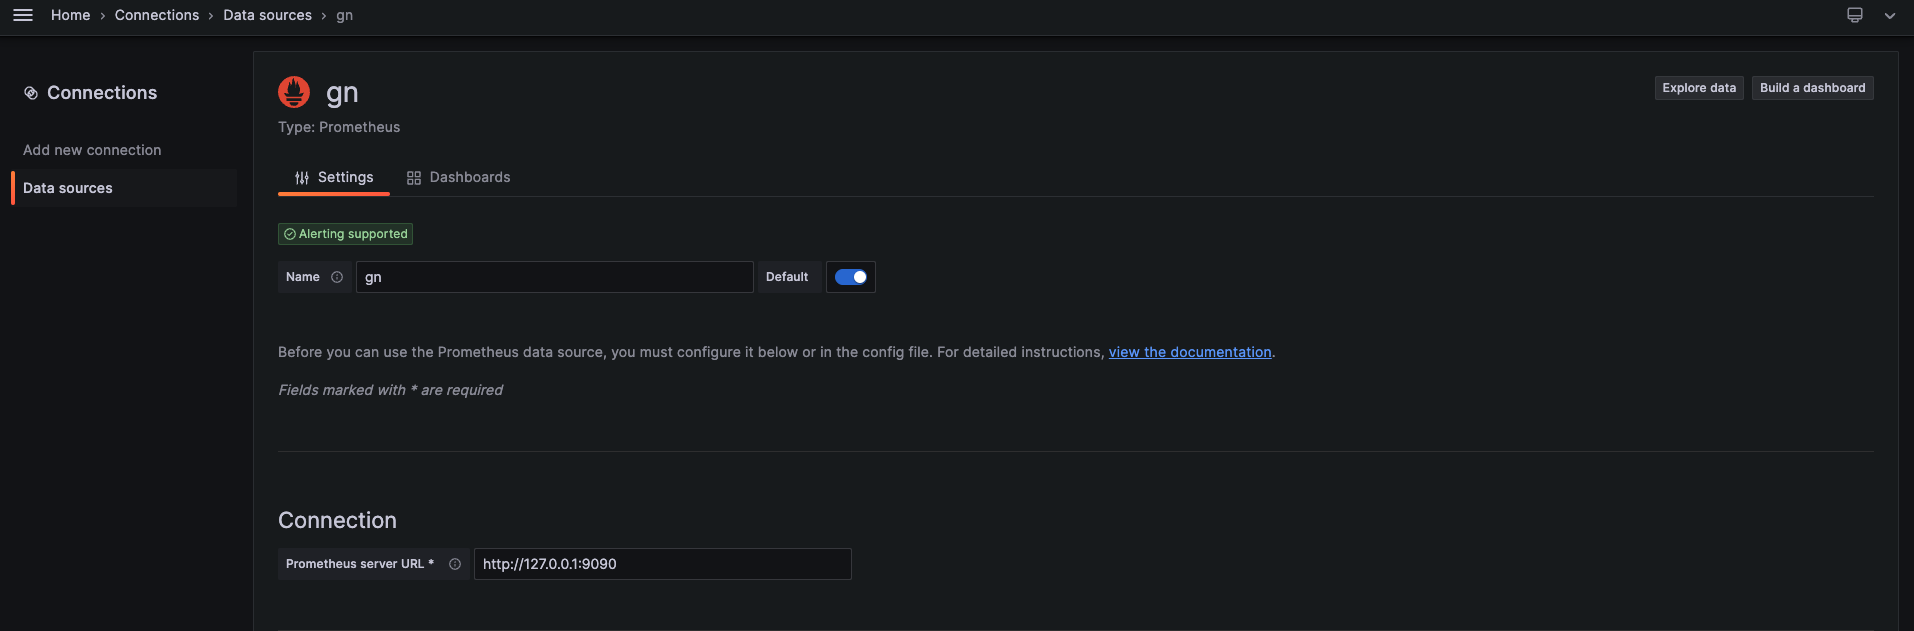 Home › Connections › Data sources › gn
Connections
Add new connection
Data sources
gn
Type: Prometheus
Explore data
Build a dashboard
Settings
Dashboards
Alerting supported
Name
gn
Default
Before you can use the Prometheus data source, you must configure it below or in the config file. For detailed instructions, view the documentation.
Fields marked with * are required
Connection
Prometheus server URL *
http://127.0.0.1:9090